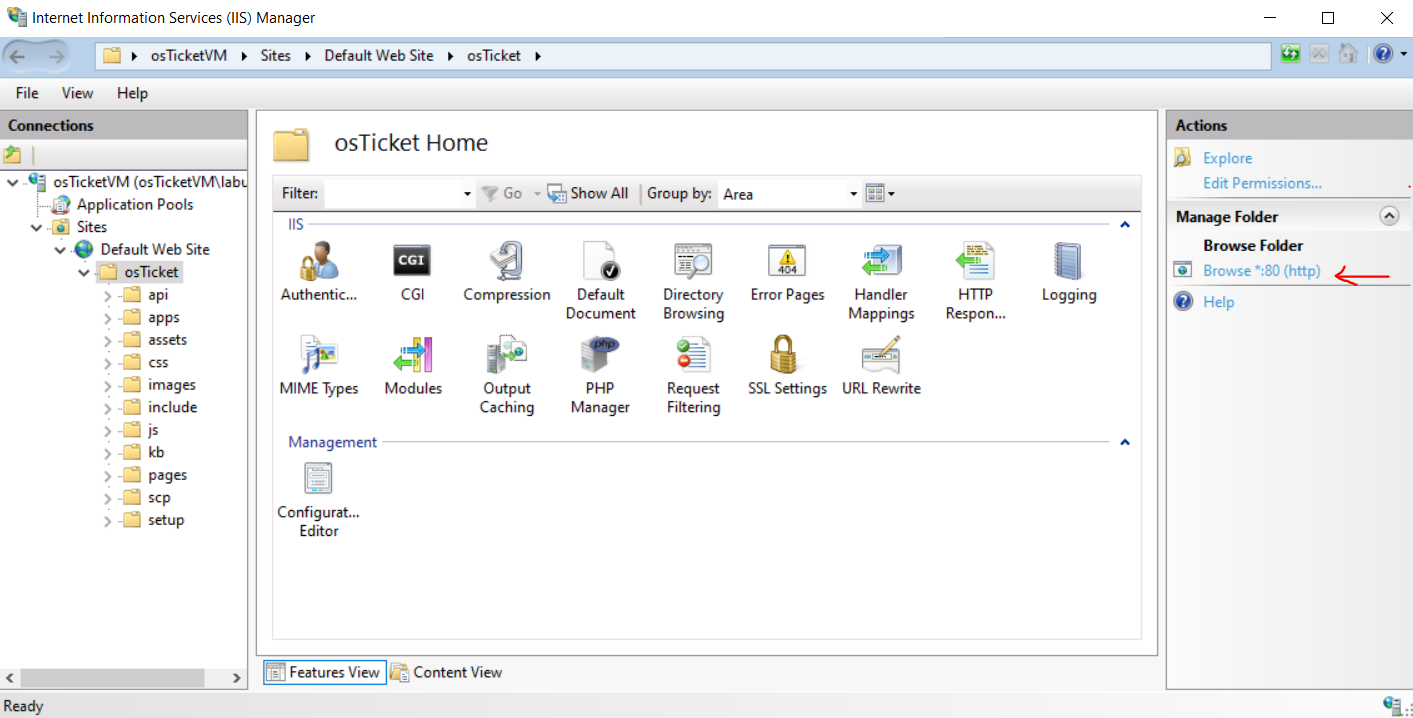 Internet Information Services (IIS) Manager
osTicketVM Sites Default Web Site osTicket
File View Help
Connections
osTicketVM (osTicketVM\labu
Application Pools
Sites
Default Web Site
osTicket
api
apps
assets
css
images
include
js
kb
pages
scp
setup
osTicket Home
Filter: Go Show All Group by: Area
IIS
Authentic...
CGI
Compression
Default
Document
Directory
Browsing
Error Pages
Handler
Mappings
HTTP
Respon...
Logging
MIME Types
Modules
Output
Caching
PHP
Manager
Request
Filtering
SSL Settings
URL Rewrite
CGI
404
php
Management
Configurat...
Editor
Features View Content View
Actions
Explore
Edit Permissions...
Manage Folder
Browse Folder
Browse *:80 (http)
Help
Ready